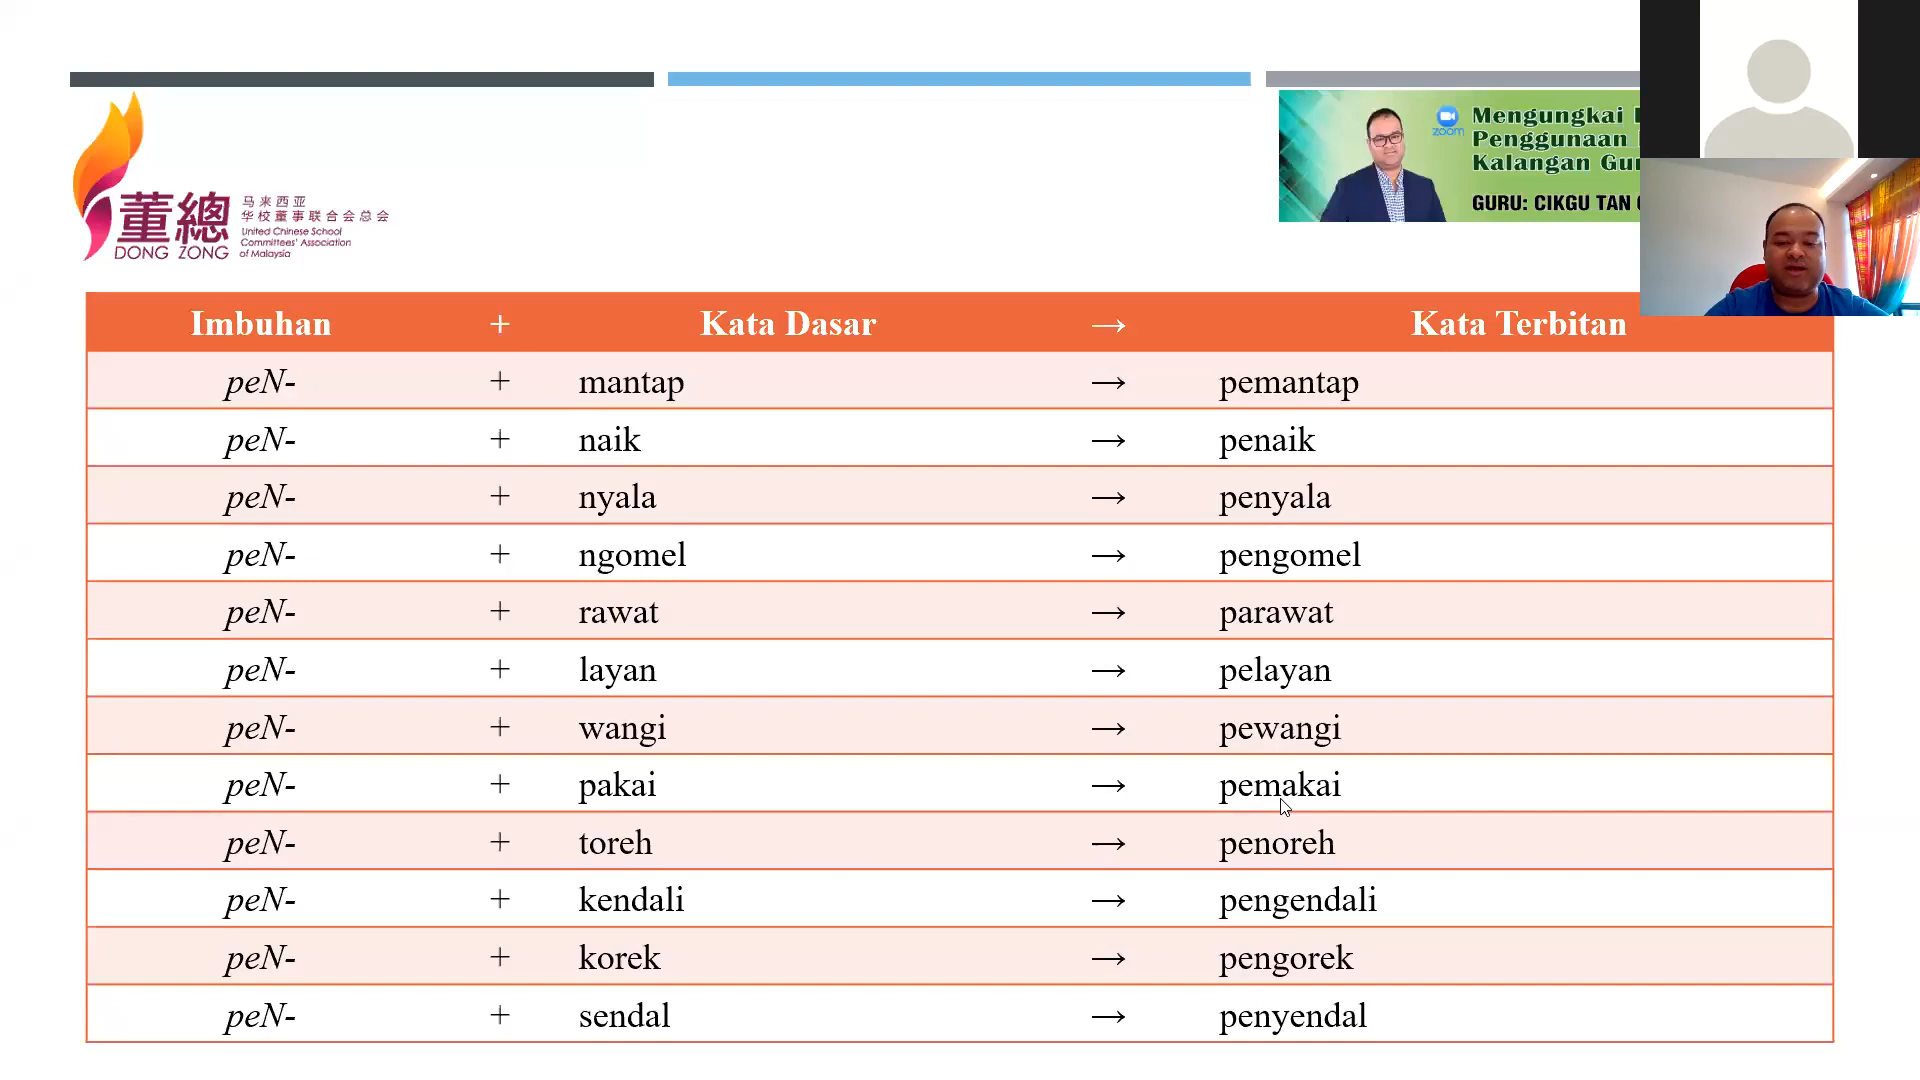 董總
DONG ZONG
马来西亚
华校董事联合会总会
United Chinese School
Committees' Association
of Malaysia
zoom
Mengungkai
Penggunaan
Kalangan
GURU: CIKGU TAN
Imbuhan + Kata Dasar → Kata Terbitan
peN- + mantap → pemantap
peN- + naik → penaik
peN- + nyala → penyala
peN- + ngomel → pengomel
peN- + rawat → parawat
peN- + layan → pelayan
peN- + wangi → pewangi
peN- + pakai → pemakai
peN- + toreh → penoreh
peN- + kendali → pengendali
peN- + korek → pengorek
peN- + sendal → penyendal